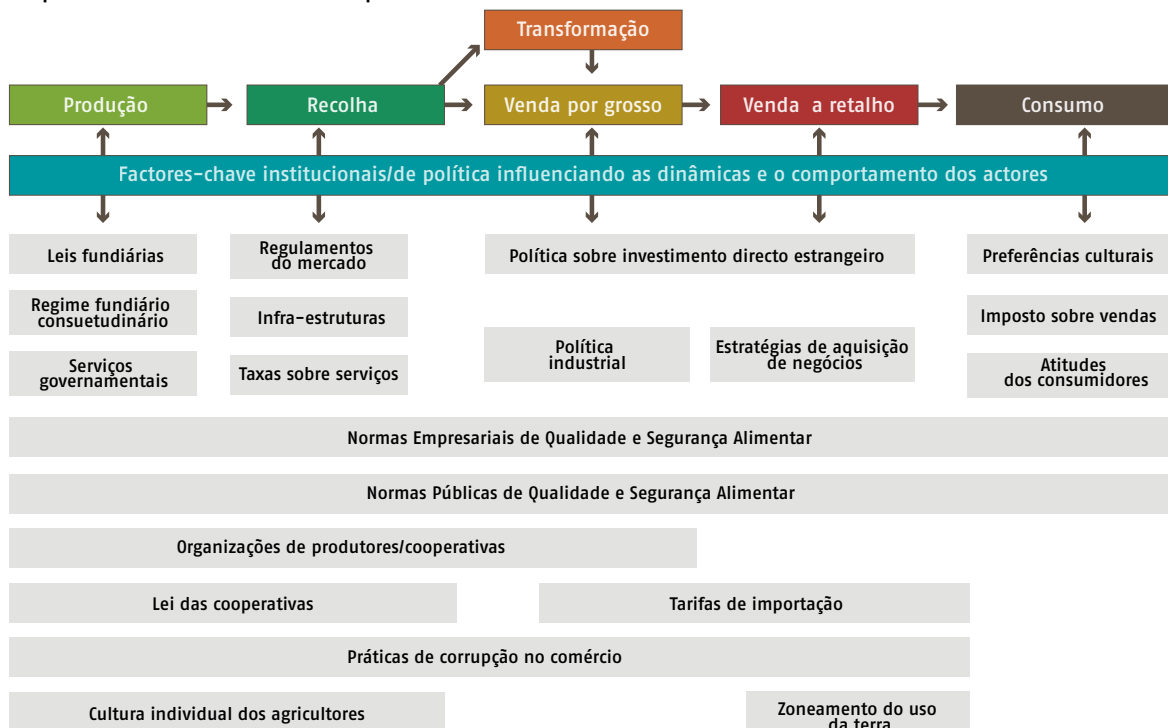 Transformação
Produção
Recolha
Venda por grosso
Venda a retalho
Consumo
Factores-chave institucionais/de política influenciando as dinâmicas e o comportamento dos actores
Leis fundiárias
Regulamentos
do mercado
Política sobre investimento directo estrangeiro
Preferências culturais
Regime fundiário
consuetudinário
Infra-estruturas
Imposto sobre vendas
Política
industrial
Estratégias de aquisição
de negócios
Serviços
governamentais
Taxas sobre serviços
Atitudes
dos consumidores
Normas Empresariais de Qualidade e Segurança Alimentar
Normas Públicas de Qualidade e Segurança Alimentar
Organizações de produtores/cooperativas
Lei das cooperativas
Tarifas de importação
Práticas de corrupção no comércio
Cultura individual dos agricultores
Zoneamento do uso
da terra